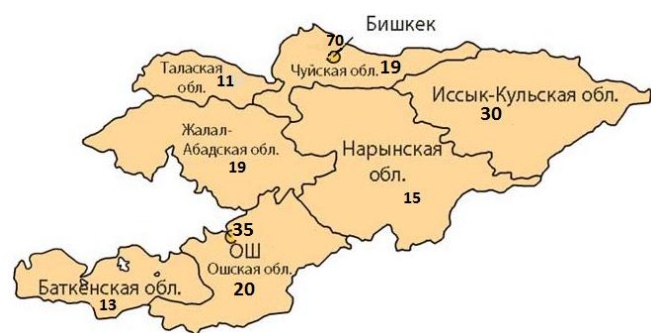 Бишкек
70
Талаская
обл. 11
Чуйская обл. 19
Иссык-Кульская обл.
30
Жалал-
Абадская обл.
19
Нарынская
обл.
15
35
ОШ
Ошская обл.
20
Баткенская обл.
13